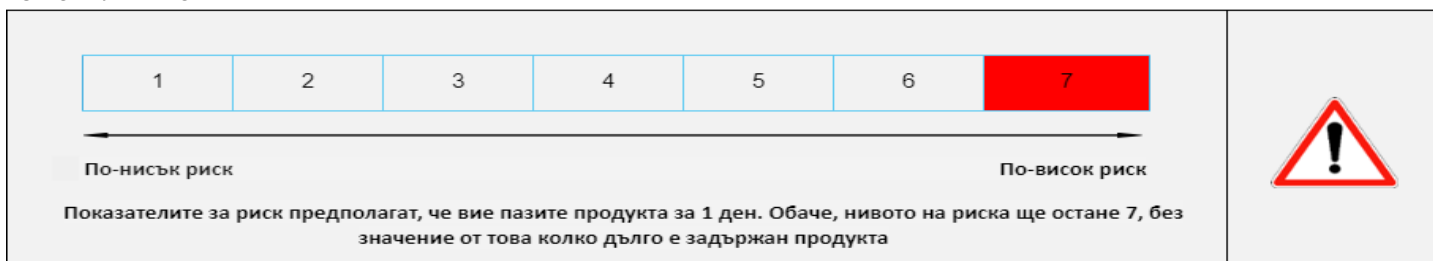 1 2 3 4 5 6 7
По-нисък риск По-висок риск
Показателите за риск предполагат, че вие пазите продукта за 1 ден. Обаче, нивото на риска ще остане 7, без
значение от това колко дълго е задържан продукта